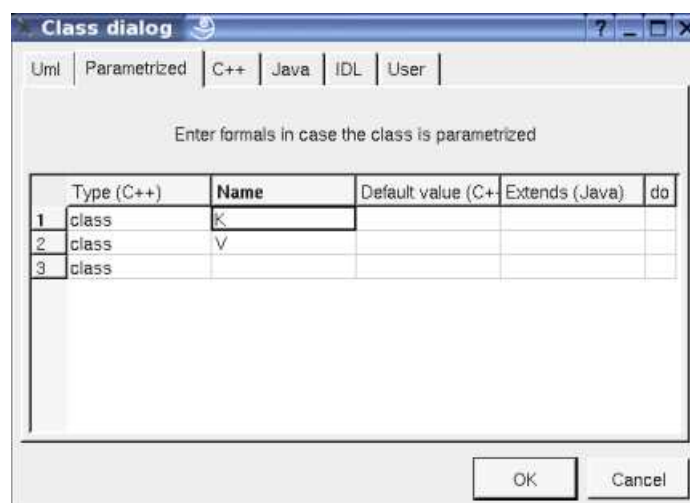 Class dialog ?
Uml Parametrized C++ Java IDL User
Enter formals in case the class is parametrized
Type (C++) Name Default value (C+ Extends (Java) do
1 class K
2 class V
3 class
OK Cancel